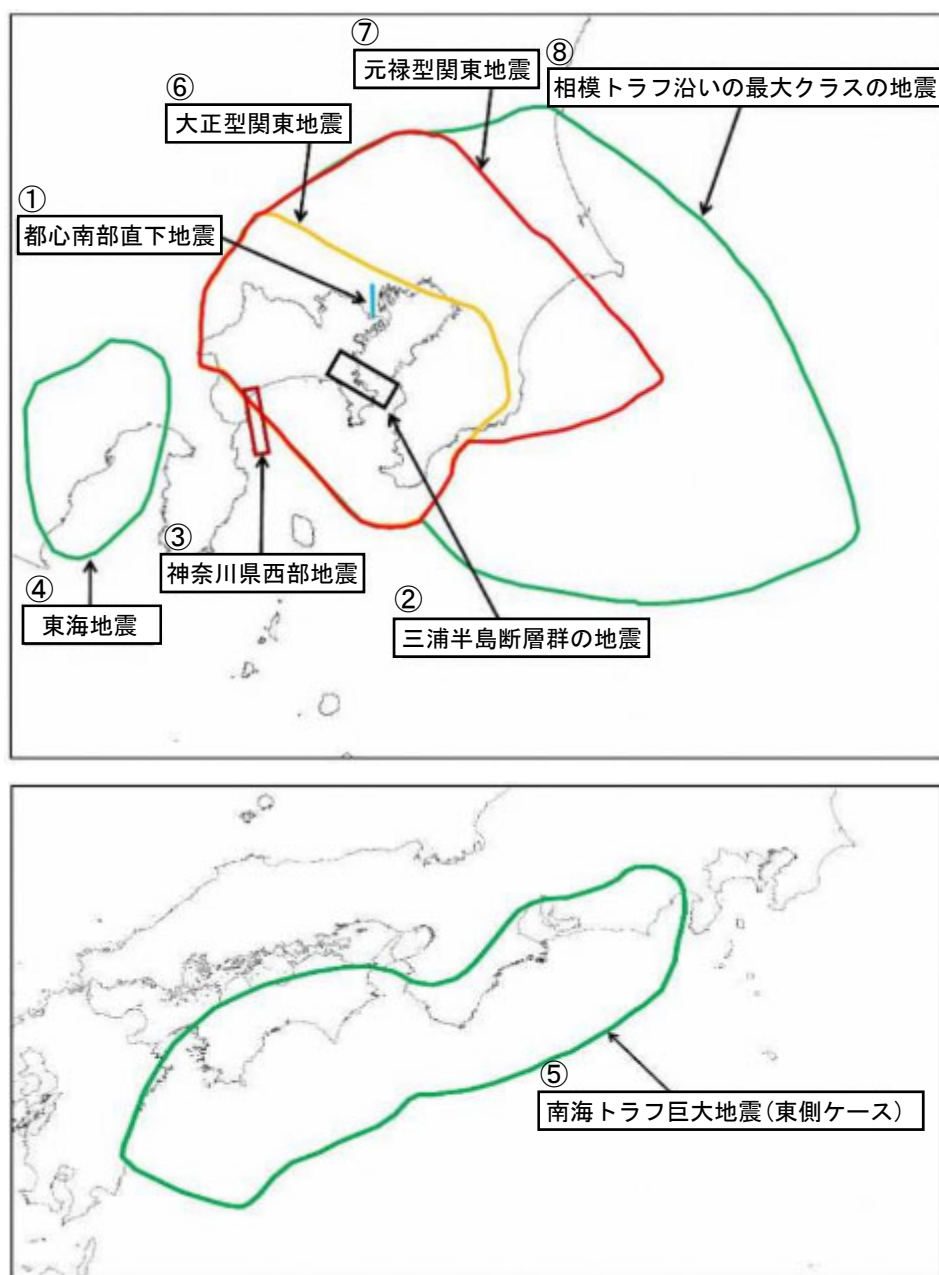 ⑦
元禄型関東地震
⑧
相模トラフ沿いの最大クラスの地震
⑥
大正型関東地震
①
都心南部直下地震
③
神奈川県西部地震
④
東海地震
②
三浦半島断層群の地震
⑤
南海トラフ巨大地震(東側ケース)